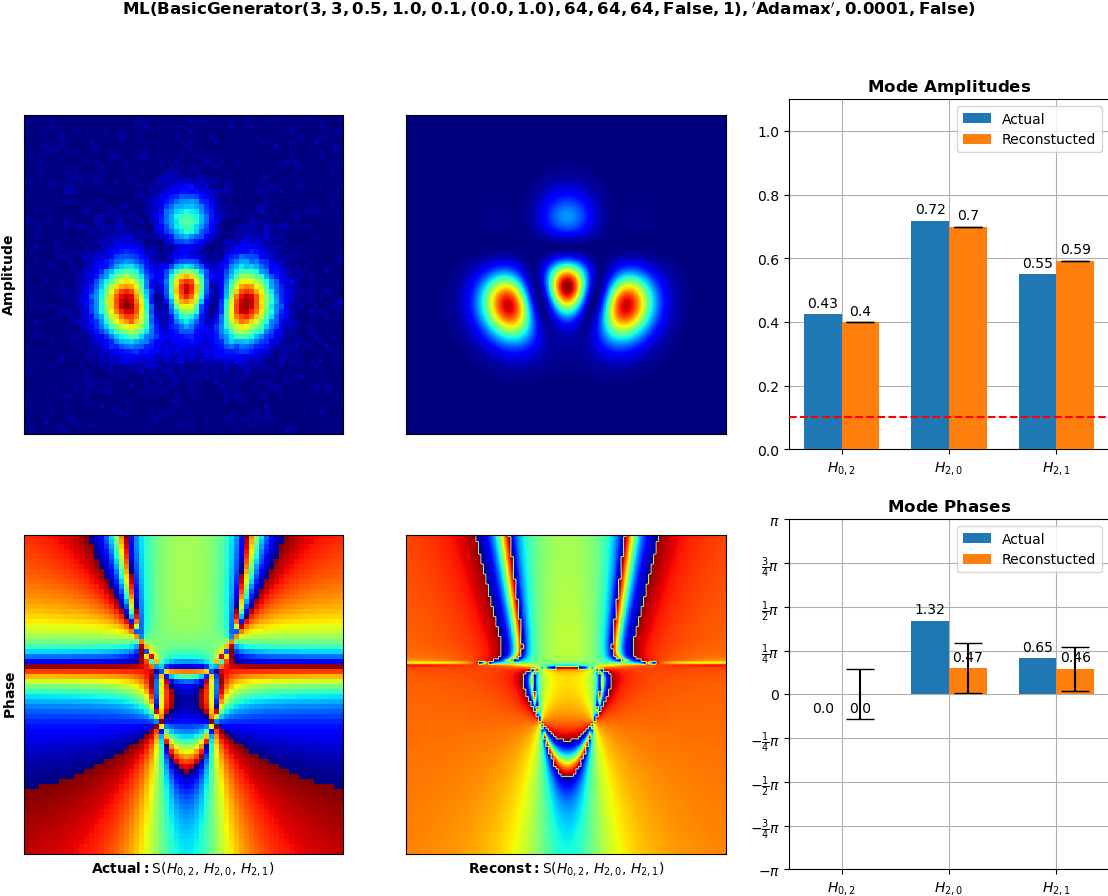 ML(BasicGenerator(3, 3, 0.5, 1.0, 0.1, (0.0, 1.0), 64, 64, 64, False, 1), ′Adamax′, 0.0001, False)
Mode Amplitudes
Actual
Reconstucted
1.0
0.8
0.6
0.4
0.2
0.0
0.43
0.4
0.72
0.7
0.55
0.59
H0,2
H2,0
H2,1
Amplitude
Mode Phases
Actual
Reconstucted
π
3/4π
1/2π
1/4π
0
−1/4π
−1/2π
−3/4π
−π
0.0
0.0
1.32
0.47
0.65
0.46
H0,2
H2,0
H2,1
Phase
Actual: S(H0,2, H2,0, H2,1)
Reconst: S(H0,2, H2,0, H2,1)